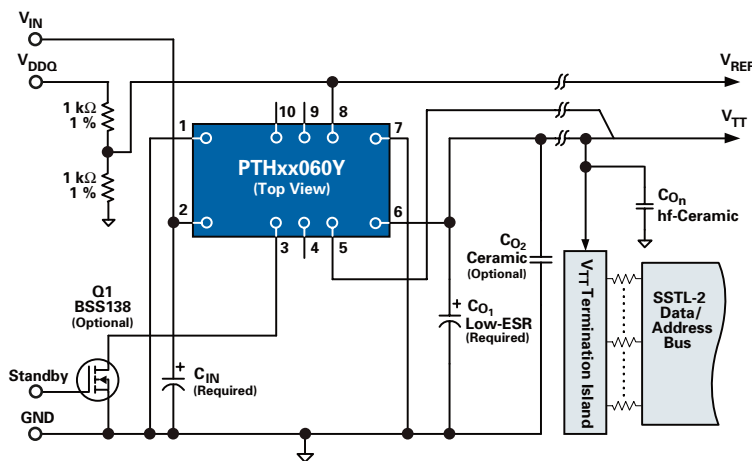 VIN
VDDQ
1 kΩ
1 %
1 kΩ
1 %
10
9
8
1
7
PTHxx060Y
(Top View)
2
6
3
4
5
VREF
VTT
COn
hf-Ceramic
CO2
Ceramic
(Optional)
Q1
BSS138
(Optional)
+
CO1
Low-ESR
(Required)
VTT Termination Island
SSTL-2
Data/
Address
Bus
Standby
+
CIN
(Required)
GND